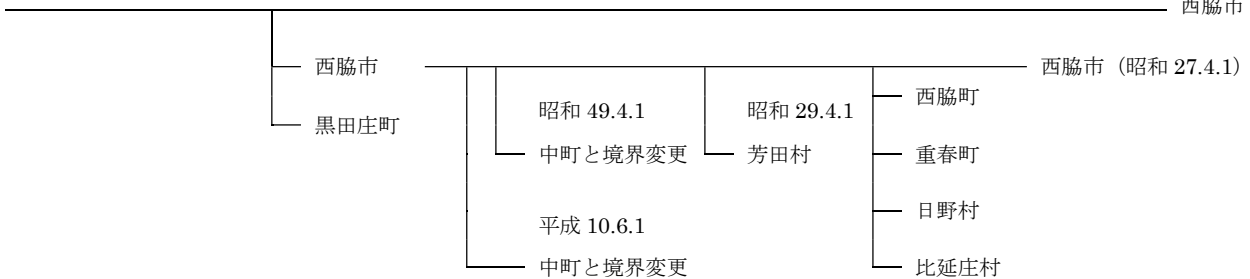 西脇市
西脇市
西脇市（昭和 27.4.1）
西脇町
昭和 49.4.1
昭和 29.4.1
黒田庄町
中町と境界変更
芳田村
重春町
日野村
平成 10.6.1
中町と境界変更
比延庄村